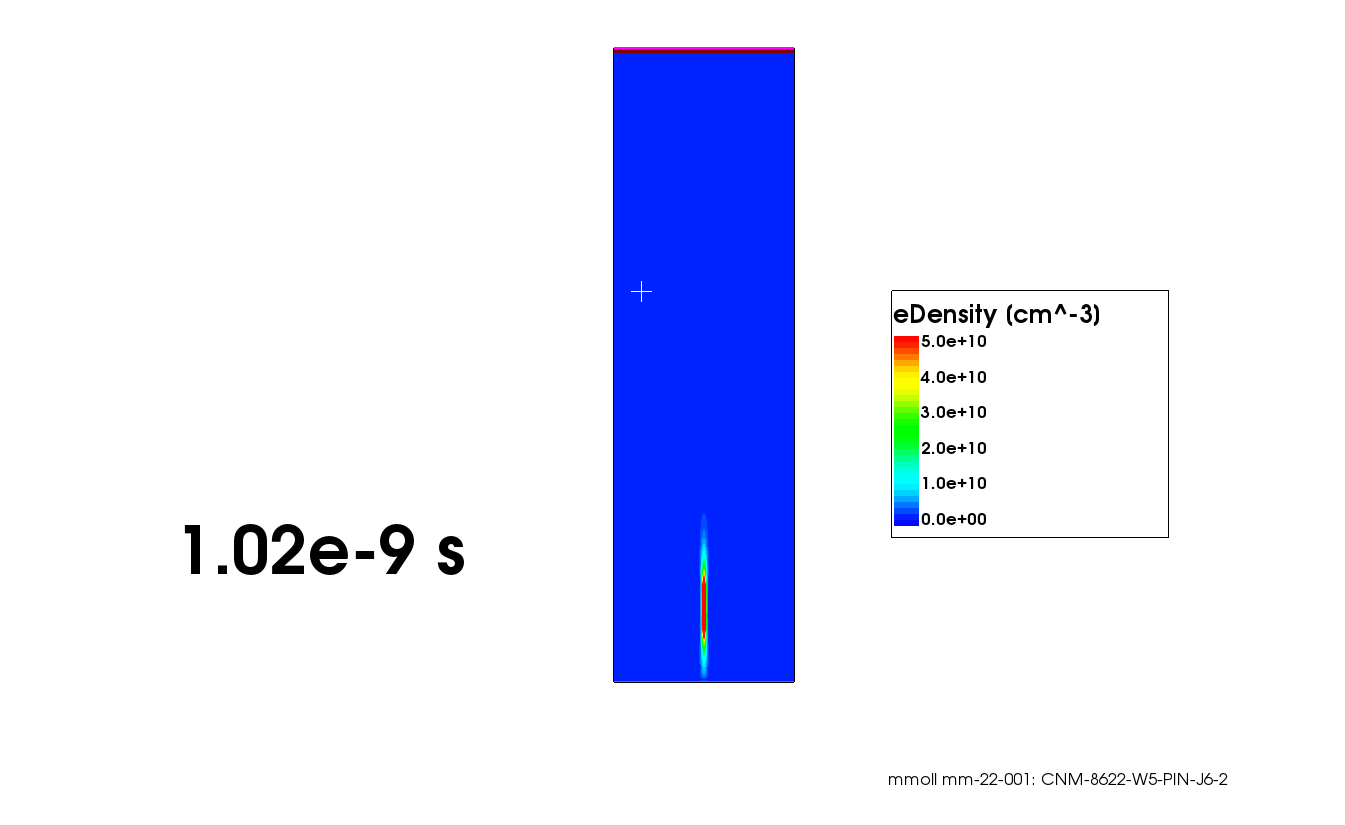 eDensity (cm^-3)
5.0e+10
4.0e+10
3.0e+10
2.0e+10
1.0e+10
0.0e+00
1.02e-9 s
mmoll mm-22-001: CNM-8622-W5-PIN-J6-2